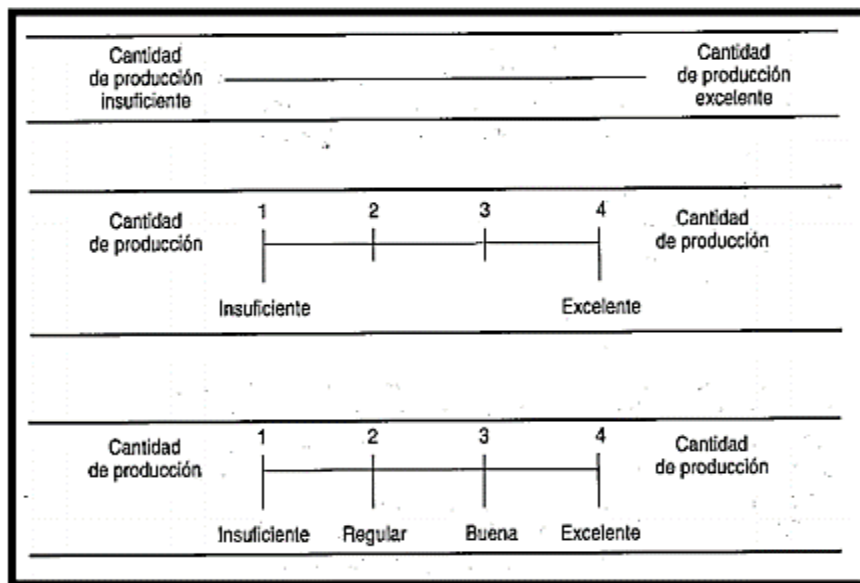 Cantidad
de producción
insuficiente
Cantidad
de producción
excelente
Cantidad
de producción
1 2 3 4
Cantidad
de producción
Insuficiente Excelente
Cantidad
de producción
1 2 3 4
Cantidad
de producción
Insuficiente Regular Buena Excelente